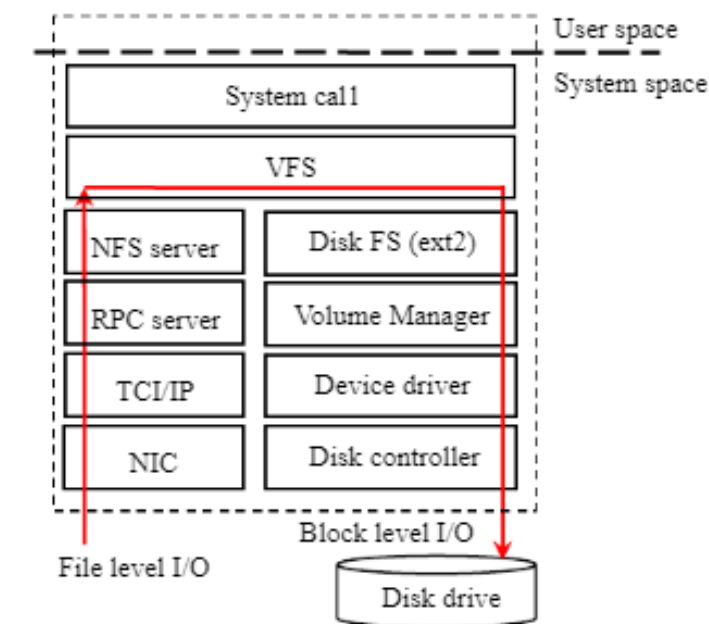 User space
System space
System cal1
VFS
NFS server
Disk FS (ext2)
RPC server
Volume Manager
TCI/IP
Device driver
NIC
Disk controller
Block level I/O
File level I/O
Disk drive